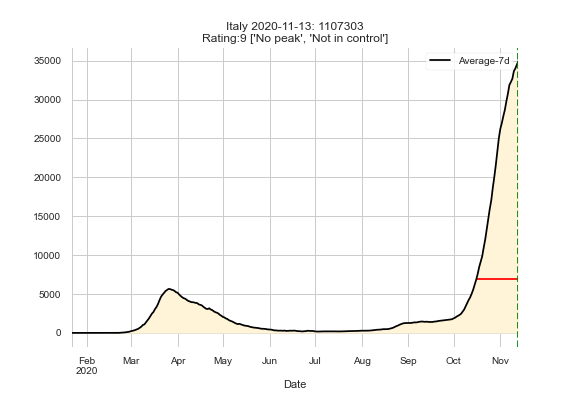 Italy 2020-11-13: 1107303
Rating:9 ['No peak', 'Not in control']
Average-7d
35000
30000
25000
20000
15000
10000
5000
0
Feb Mar Apr May Jun Jul Aug Sep Oct Nov
2020
Date